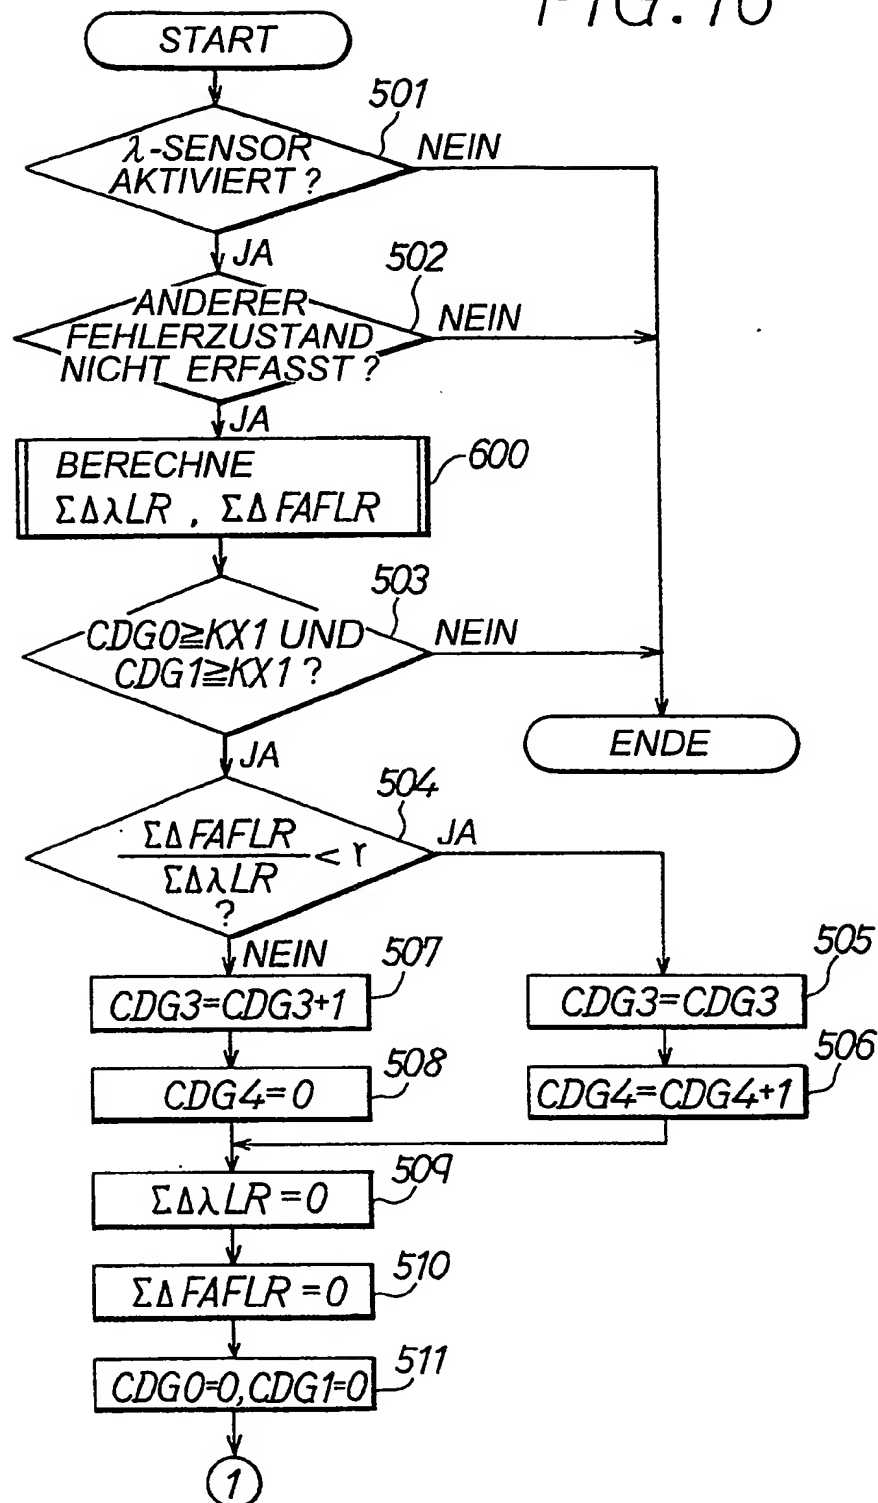 FIG. 16
START
501
λ-SENSOR
AKTIVIERT ?
NEIN
JA
502
ANDERER
FEHLERZUSTAND
NICHT ERFASST ?
NEIN
JA
600
BERECHNE
ΣΔλLR , ΣΔFAFLR
503
CDG0≧KX1 UND
CDG1≧KX1 ?
NEIN
JA
ENDE
504
ΣΔFAFLR
ΣΔλLR
< r
?
JA
NEIN
507
CDG3=CDG3+1
505
CDG3=CDG3
508
CDG4=0
506
CDG4=CDG4+1
509
ΣΔλLR=0
510
ΣΔFAFLR=0
511
CDG0=0,CDG1=0
1